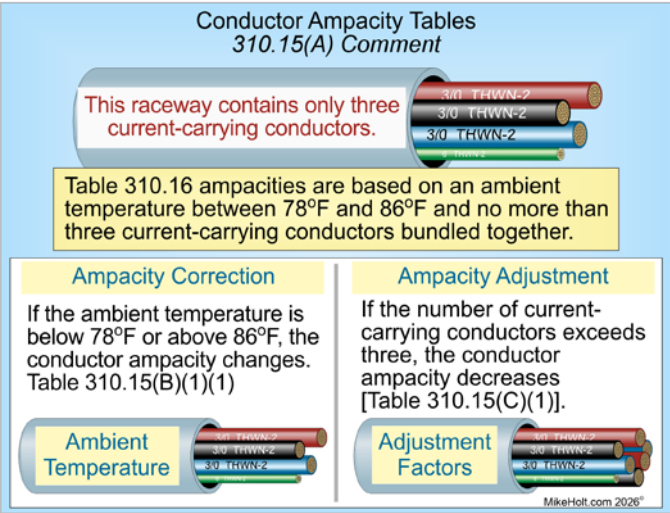 Conductor Ampacity Tables
310.15(A) Comment
This raceway contains only three
current-carrying conductors.
3/0 THWN-2
3/0 THWN-2
3/0 THWN-2
THWN-2
Table 310.16 ampacities are based on an ambient
temperature between 78ºF and 86ºF and no more than
three current-carrying conductors bundled together.
Ampacity Correction
If the ambient temperature is
below 78ºF or above 86ºF, the
conductor ampacity changes.
Table 310.15(B)(1)(1)
Ambient
Temperature
3/0 THWN-2
3/0 THWN-2
3/0 THWN-2
Ampacity Adjustment
If the number of current-
carrying conductors exceeds
three, the conductor
ampacity decreases
[Table 310.15(C)(1)].
Adjustment
Factors
3/0 THWN-2
3/0 THWN-2
3/0 THWN-2
MikeHolt.com 2026©